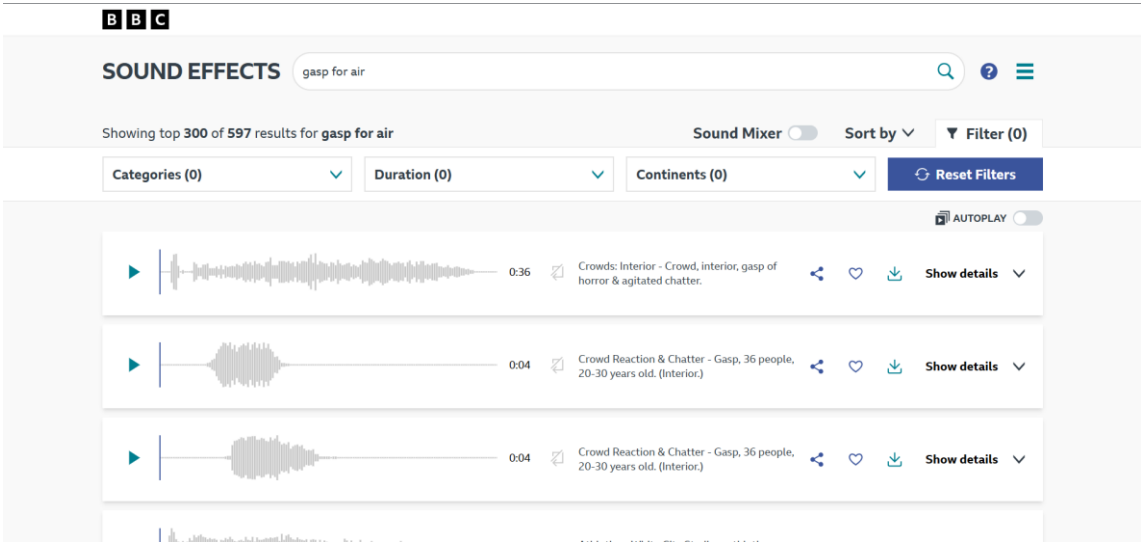 BBC
SOUND EFFECTS gasp for air ?
Showing top 300 of 597 results for gasp for air Sound Mixer Sort by Filter (0)
Categories (0) Duration (0) Continents (0) Reset Filters
AUTOPLAY
0:36 Crowds: Interior - Crowd, interior, gasp of
horror & agitated chatter. Show details
0:04 Crowd Reaction & Chatter - Gasp, 36 people,
20-30 years old. (Interior.) Show details
0:04 Crowd Reaction & Chatter - Gasp, 36 people,
20-30 years old. (Interior.) Show details